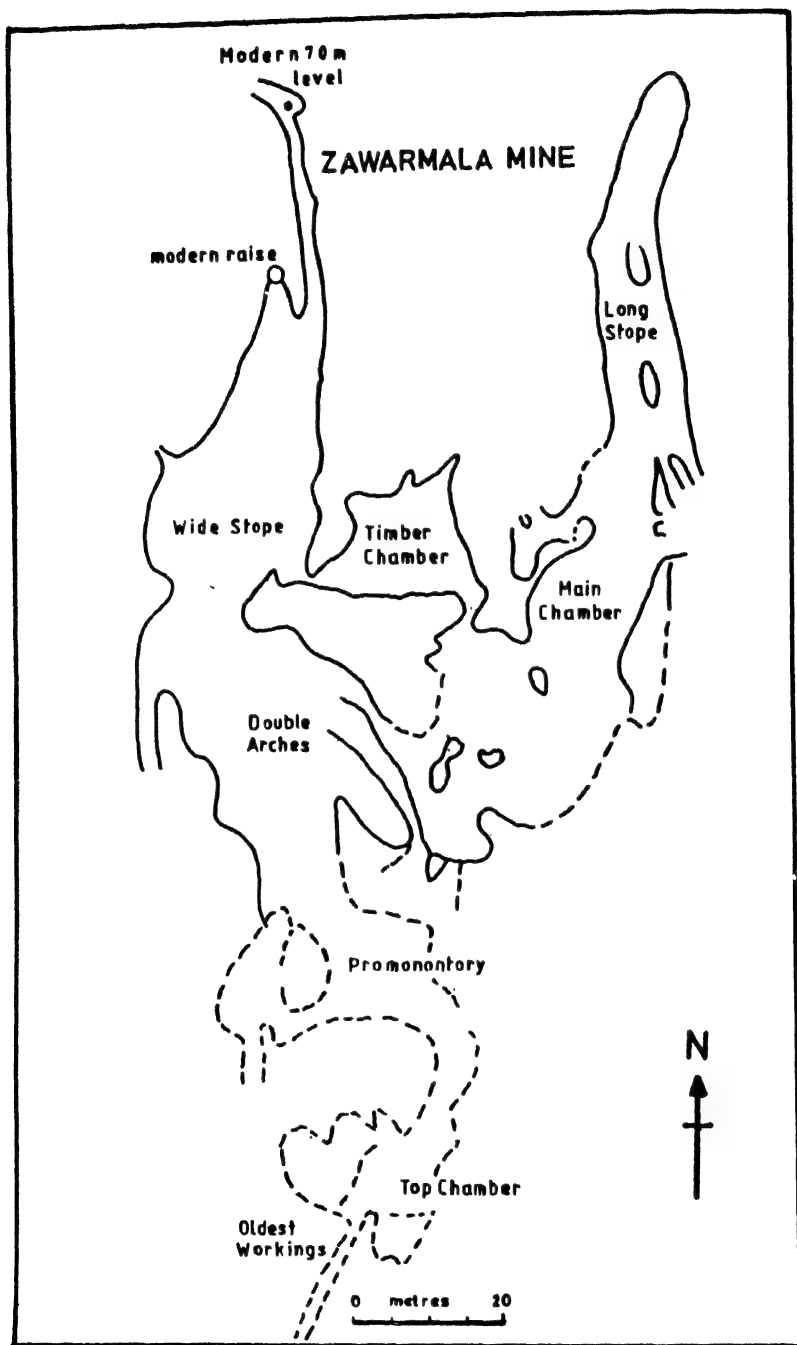 Modern 70m
level
ZAWARMALA MINE
modern raise
Long
Stope
Wide Stope
Timber
Chamber
Main
Chamber
Double
Arches
Promonontory
N
Top Chamber
Oldest
Workings
0 metres 20